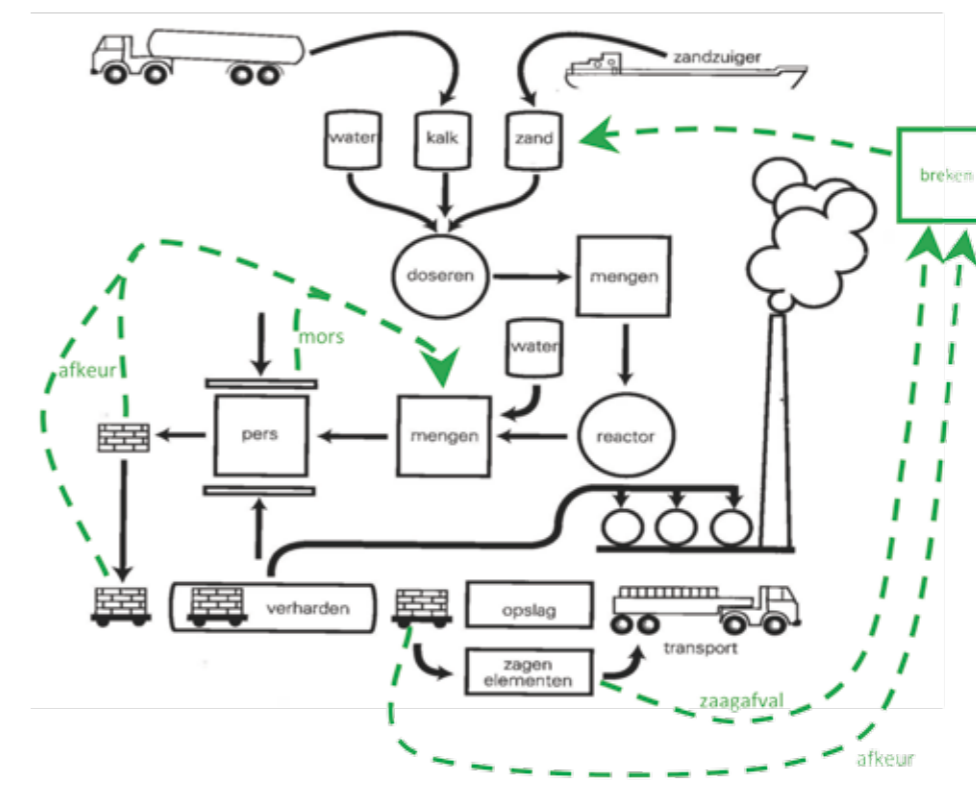 zandzuiger
water
kalk
zand
breken
doseren
mengen
water
mors
afkeur
pers
mengen
reactor
verharden
opslag
transport
zagen
elementen
zaagafval
afkeur